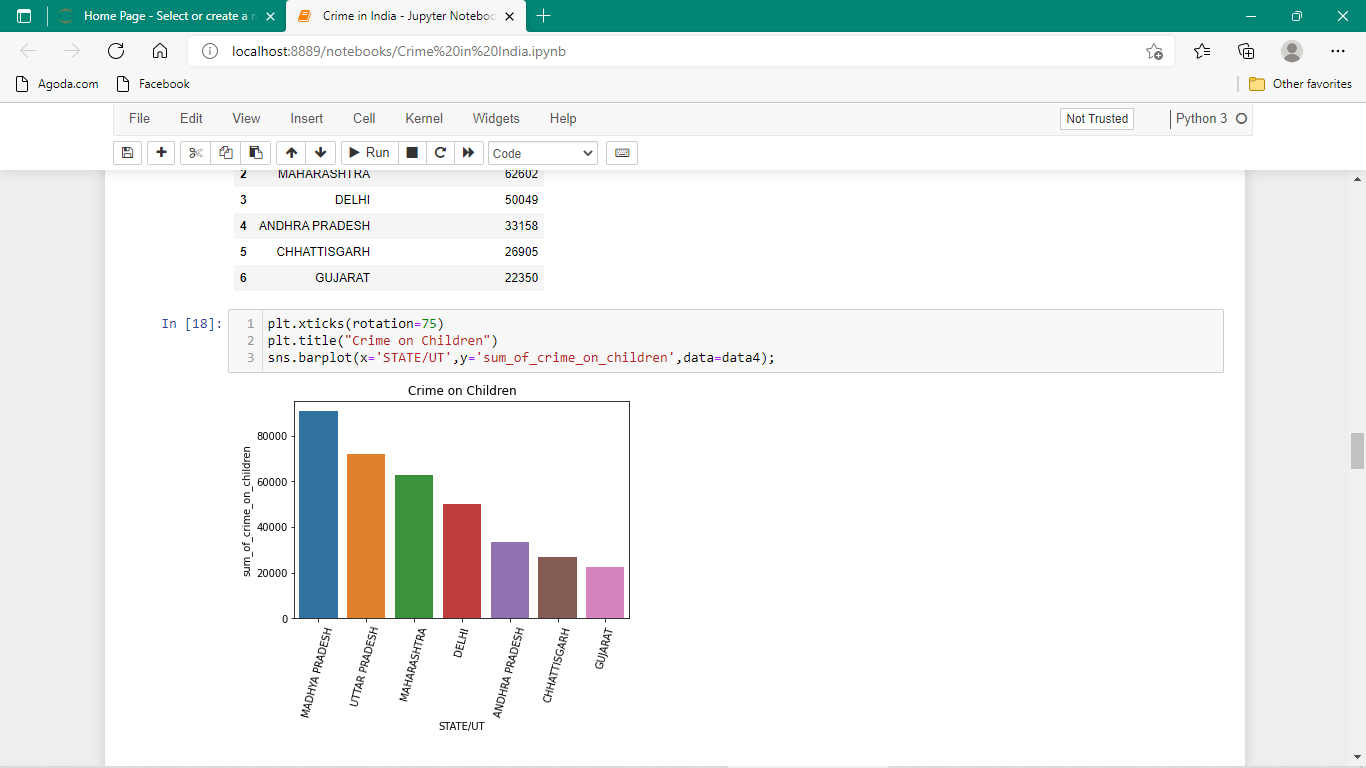 Home Page - Select or create a n
Crime in India - Jupyter Noteboo
localhost:8889/notebooks/Crime%20in%20India.ipynb
Agoda.com
Facebook
Other favorites
File Edit View Insert Cell Kernel Widgets Help
Not Trusted
Python 3
Run
Code
2 MAHARASHTRA 62602
3 DELHI 50049
4 ANDHRA PRADESH 33158
5 CHHATTISGARH 26905
6 GUJARAT 22350
In [18]:
1 plt.xticks(rotation=75)
2 plt.title("Crime on Children")
3 sns.barplot(x='STATE/UT',y='sum_of_crime_on_children',data=data4);
Crime on Children
sum_of_crime_on_children
80000
60000
40000
20000
0
MADHYA PRADESH
UTTAR PRADESH
MAHARASHTRA
DELHI
ANDHRA PRADESH
CHHATTISGARH
GUJARAT
STATE/UT